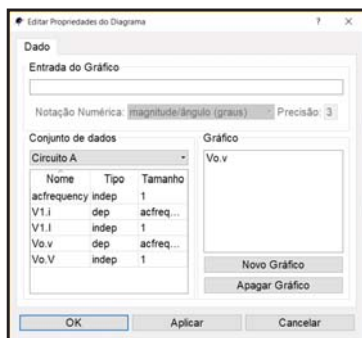 Editar Propriedades do Diagrama ? ×
Dado
Entrada do Gráfico
Notação Numérica: magnitude/ângulo (graus) Precisão: 3
Conjunto de dados
Circuito A
Nome Tipo Tamanho
acfrequency indep 1
V1.i dep acfreq...
V1.I indep 1
Vo.v dep acfreq...
Vo.V indep 1
Gráfico
Vo.v
Novo Gráfico
Apagar Gráfico
OK Aplicar Cancelar